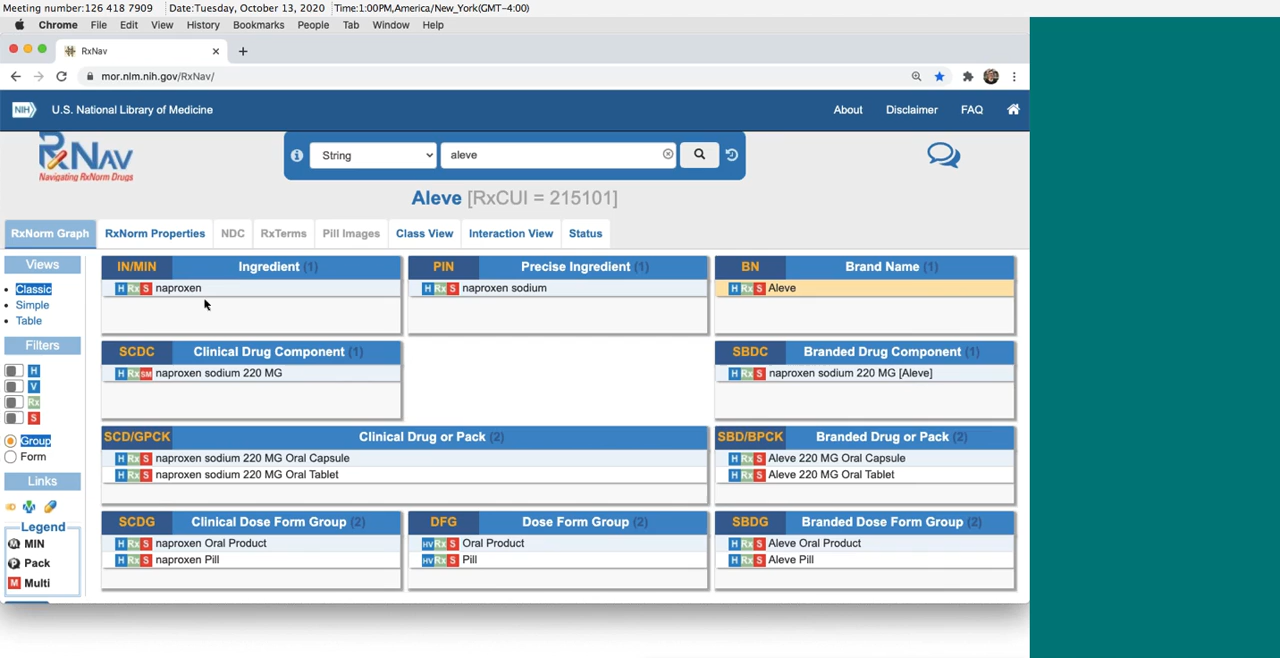 Meeting number:126 418 7909 Date:Tuesday, October 13, 2020 Time:1:00PM,America/New_York(GMT-4:00)
Chrome File Edit View History Bookmarks People Tab Window Help
RxNav
mor.nlm.nih.gov/RxNav/
NIH U.S. National Library of Medicine About Disclaimer FAQ
RxNav
Navigating RxNorm Drugs
String aleve
Aleve [RxCUI = 215101]
RxNorm Graph RxNorm Properties NDC RxTerms Pill Images Class View Interaction View Status
Views
Classic
Simple
Table
Filters
H
V
Rx
S
Group
Form
Links
Legend
M MIN
P Pack
M Multi
IN/MIN Ingredient (1)
H Rx S naproxen
PIN Precise Ingredient (1)
H Rx S naproxen sodium
BN Brand Name (1)
H Rx S Aleve
SCDC Clinical Drug Component (1)
H Rx SM naproxen sodium 220 MG
SBDC Branded Drug Component (1)
H Rx S naproxen sodium 220 MG [Aleve]
SCD/GPCK Clinical Drug or Pack (2)
H Rx S naproxen sodium 220 MG Oral Capsule
H Rx S naproxen sodium 220 MG Oral Tablet
SBD/BPCK Branded Drug or Pack (2)
H Rx S Aleve 220 MG Oral Capsule
H Rx S Aleve 220 MG Oral Tablet
SCDG Clinical Dose Form Group (2)
H Rx S naproxen Oral Product
H Rx S naproxen Pill
DFG Dose Form Group (2)
HV Rx S Oral Product
HV Rx S Pill
SBDG Branded Dose Form Group (2)
H Rx S Aleve Oral Product
H Rx S Aleve Pill